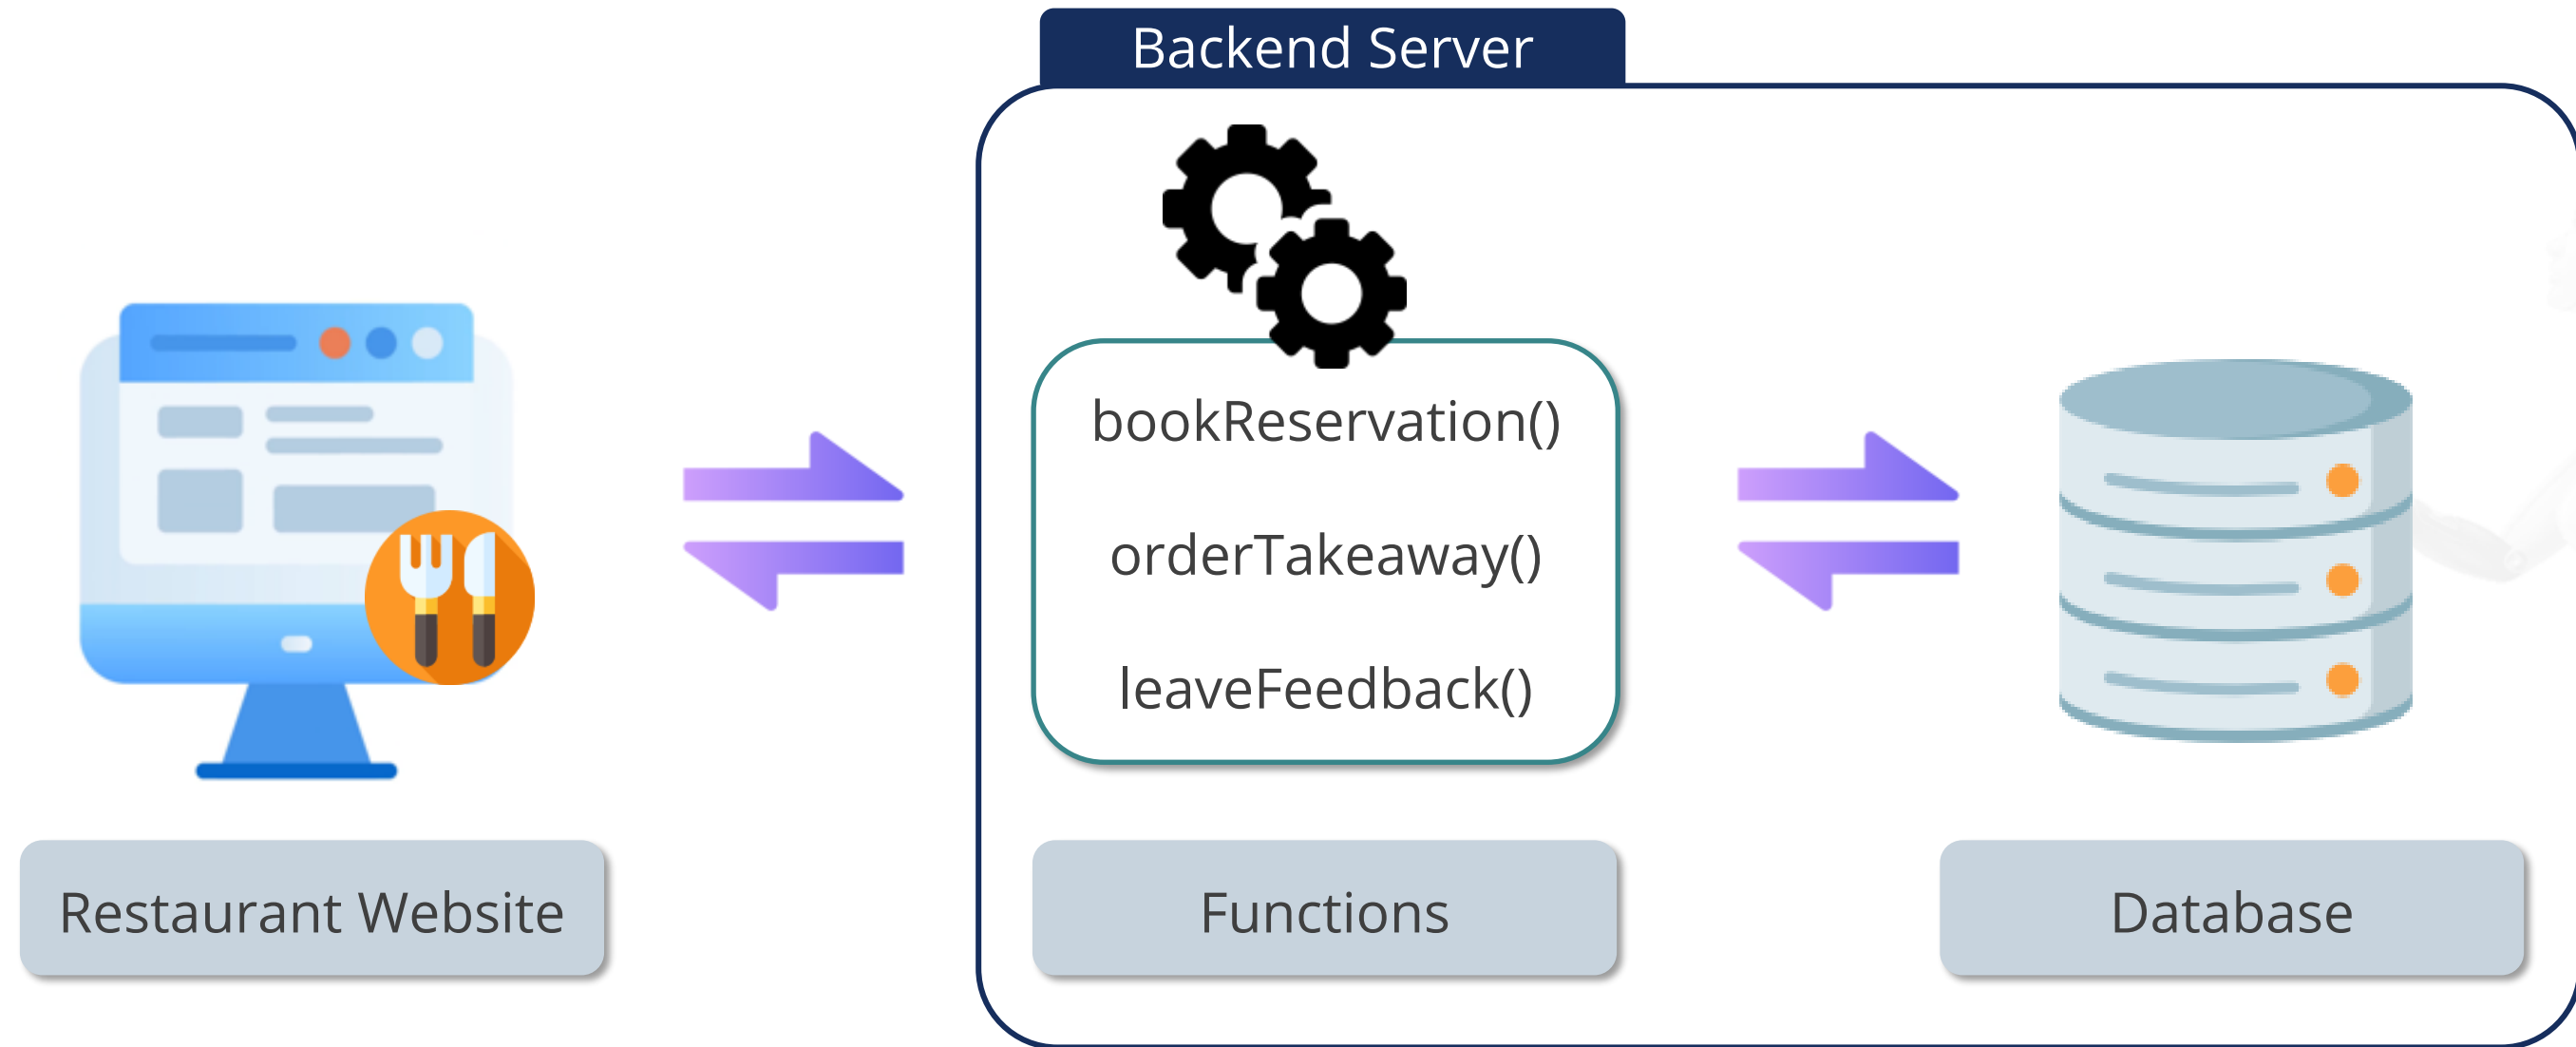 Backend Server
bookReservation()
orderTakeaway()
leaveFeedback()
Restaurant Website
Functions
Database